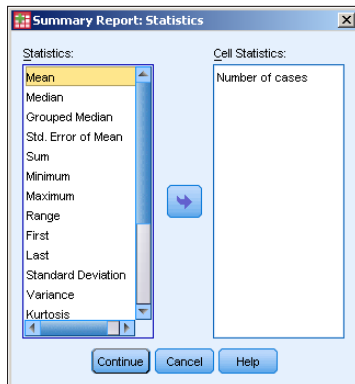 Summary Report: Statistics
Statistics:
Mean
Median
Grouped Median
Std. Error of Mean
Sum
Minimum
Maximum
Range
First
Last
Standard Deviation
Variance
Kurtosis
Cell Statistics:
Number of cases
Continue
Cancel
Help